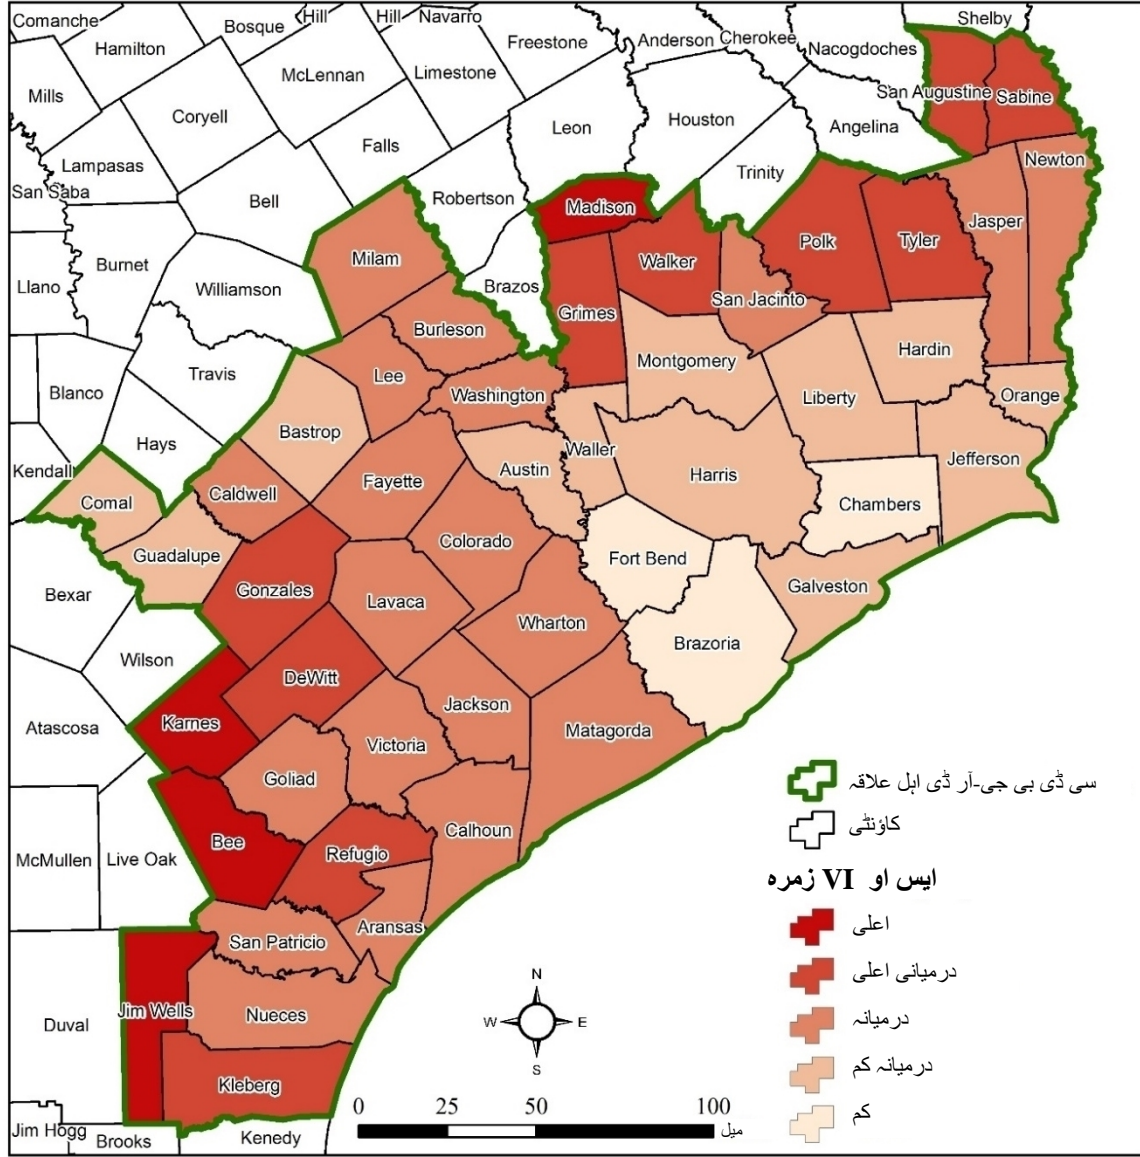 Comanche
Bosque
Hill
Hill
Navarro
Shelby
Hamilton
Freestone
Anderson
Cherokee
Nacogdoches
McLennan
Limestone
Mills
San Augustine
Sabine
Coryell
Leon
Houston
Angelina
Falls
Lampasas
Newton
Trinity
San Saba
Bell
Robertson
Madison
Jasper
Milam
Walker
Polk
Tyler
Burnet
Llano
Williamson
Brazos
San Jacinto
Grimes
Burleson
Hardin
Montgomery
Travis
Lee
Blanco
Washington
Liberty
Orange
Bastrop
Hays
Waller
Kendall
Austin
Harris
Jefferson
Fayette
Caldwell
Comal
Chambers
Colorado
Guadalupe
Fort Bend
Galveston
Gonzales
Bexar
Lavaca
Wharton
Brazoria
Wilson
DeWitt
Jackson
Karnes
Atascosa
Matagorda
Victoria
Goliad
سی ڈی بی جی-آر ڈی اہل علاقہ
کاؤنٹی
Calhoun
Bee
Refugio
McMullen
Live Oak
ایس او VI زمرہ
Aransas
اعلی
San Patricio
درمیانی اعلی
N
Jim Wells
Nueces
Duval
W
E
درمیانہ
S
Kleberg
درمیانہ کم
0
25
50
100
کم
میل
Jim Hogg
Brooks
Kenedy